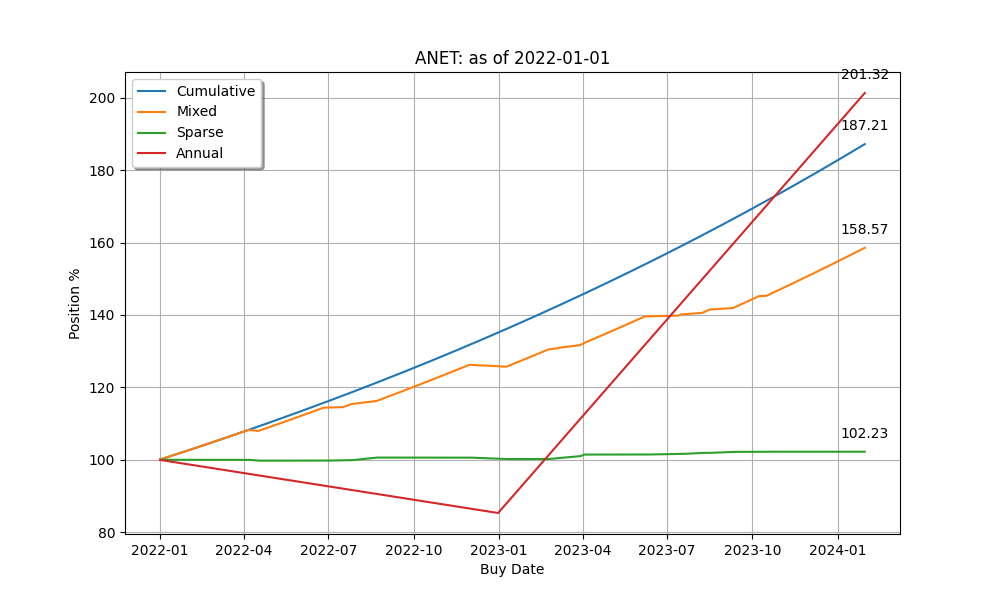 ANET: as of 2022-01-01
201.32
200
Cumulative
Mixed
Sparse
Annual
187.21
180
160
158.57
Position %
140
120
102.23
100
80
2022-01 2022-04 2022-07 2022-10 2023-01 2023-04 2023-07 2023-10 2024-01
Buy Date